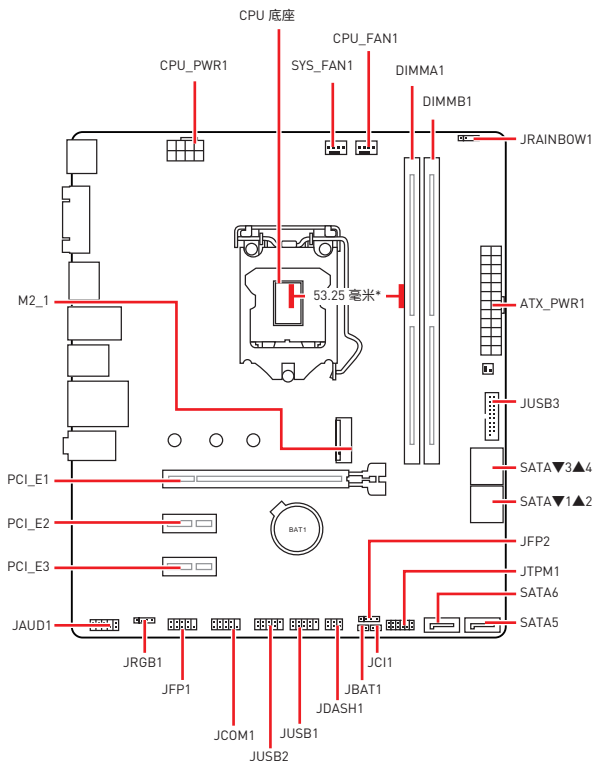 CPU 底座
CPU_FAN1
CPU_PWR1
SYS_FAN1
DIMMA1
DIMMB1
JRAINBOW1
M2_1
53.25 毫米*
ATX_PWR1
JUSB3
SATA▼3▲4
PCI_E1
SATA▼1▲2
PCI_E2
BAT1
JFP2
PCI_E3
JTPM1
SATA6
JAUD1
SATA5
JRGB1
JCI1
JFP1
JBAT1
JDASH1
JCOM1
JUSB1
JUSB2